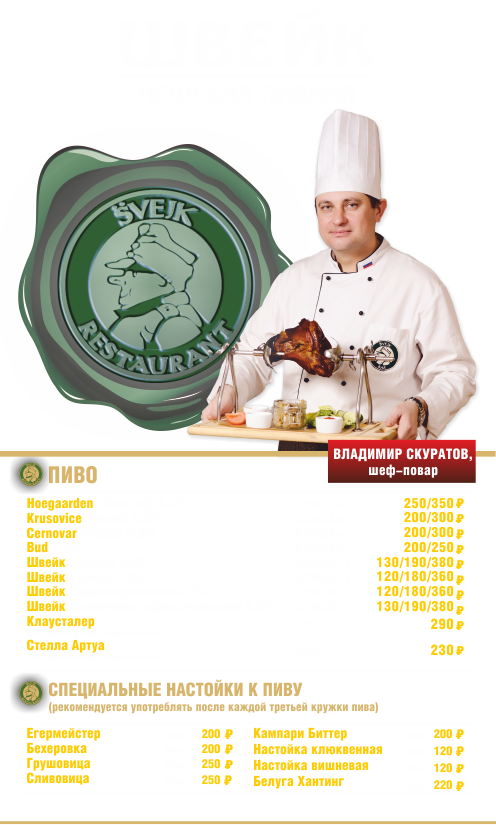 ШВЕЙК
ŠVEJK
RESTAURANT
ВЛАДИМИР СКУРАТОВ,
шеф-повар
ПИВО
Hoegaarden 250/350 ₽
Krusovice 200/300 ₽
Cernovar 200/300 ₽
Bud 200/250 ₽
Швейк 130/190/380 ₽
Швейк 120/180/360 ₽
Швейк 120/180/360 ₽
Швейк 130/190/380 ₽
Клаусталер 290 ₽
Стелла Артуа 230 ₽
СПЕЦИАЛЬНЫЕ НАСТОЙКИ К ПИВУ
(рекомендуется употреблять после каждой третьей кружки пива)
Егермейстер 200 ₽ Кампари Биттер 200 ₽
Бехеровка 200 ₽ Настойка клюквенная 120 ₽
Грушовица 250 ₽ Настойка вишневая 120 ₽
Сливовица 250 ₽ Белуга Хантинг 220 ₽